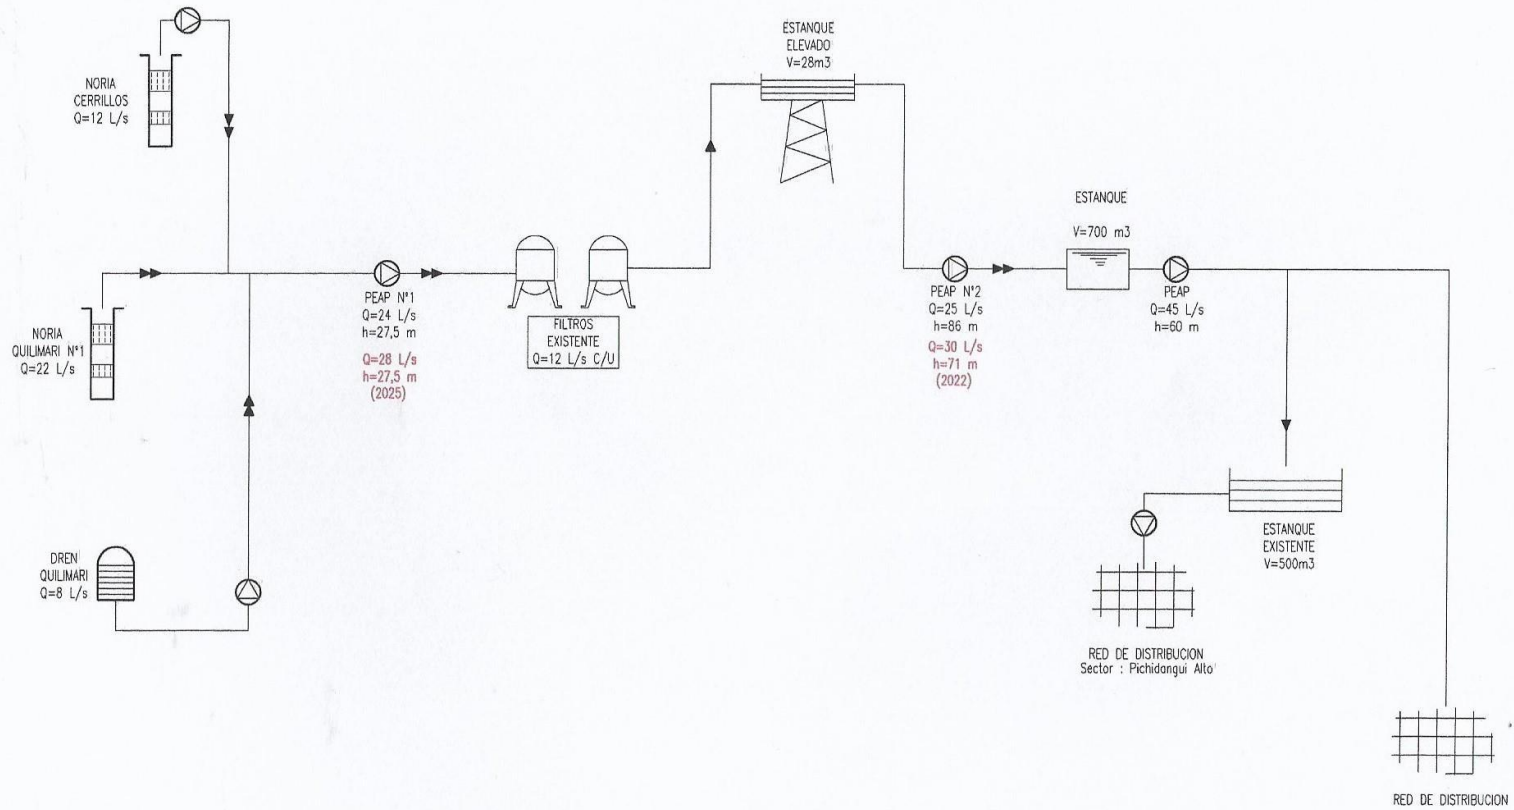 NORIA
CERRILLOS
Q=12 L/s
ESTANQUE
ELEVADO
V=28m3
ESTANQUE
V=700 m3
NORIA
QUILIMARI N°1
Q=22 L/s
PEAP N°1
Q=24 L/s
h=27,5 m
Q=28 L/s
h=27,5 m
(2025)
FILTROS
EXISTENTE
Q=12 L/s C/U
PEAP N°2
Q=25 L/s
h=86 m
Q=30 L/s
h=71 m
(2022)
PEAP
Q=45 L/s
h=60 m
DREN
QUILIMARI
Q=8 L/s
ESTANQUE
EXISTENTE
V=500m3
RED DE DISTRIBUCION
Sector : Pichidangui Alto
RED DE DISTRIBUCION